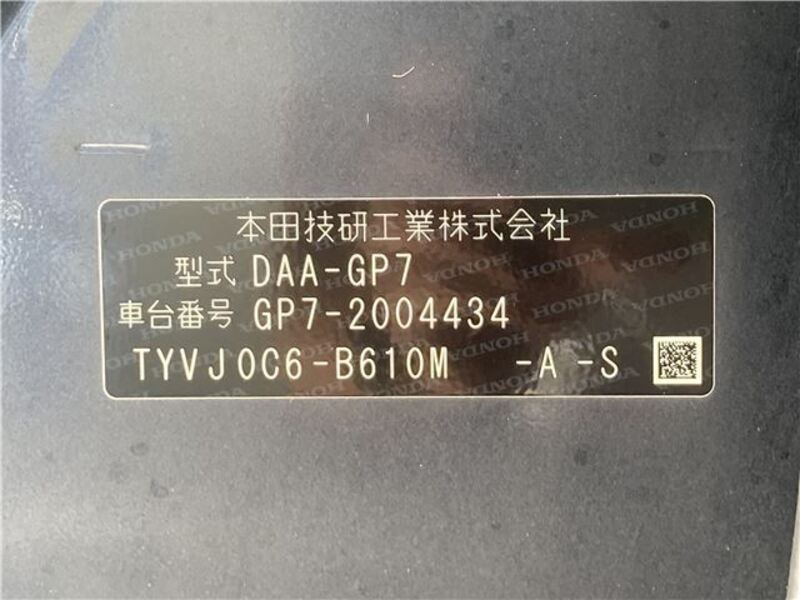 本田技研工業株式会社
型式 DAA-GP7
車台番号 GP7-2004434
TYVJ0C6-B610M -A -S